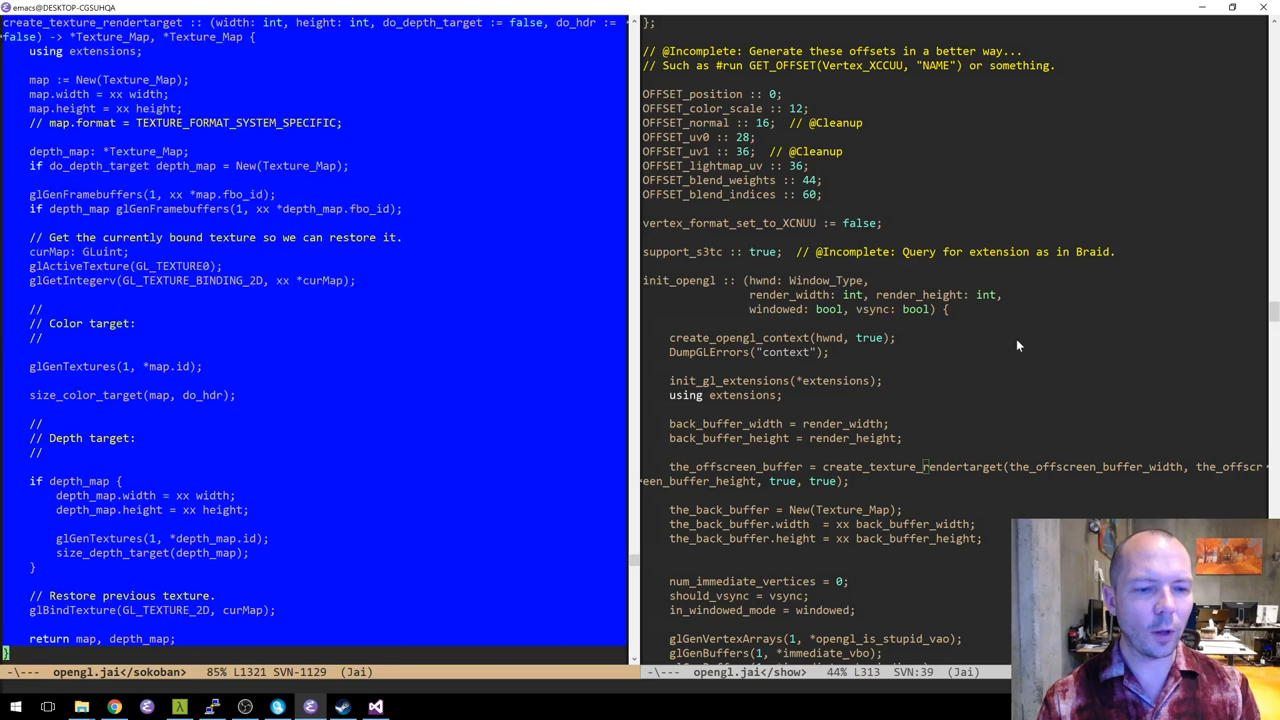 emacs@DESKTOP-CGSUHQA
create_texture_rendertarget :: (width: int, height: int, do_depth_target := false, do_hdr :=
false) -> *Texture_Map, *Texture_Map {
using extensions;
map := New(Texture_Map);
map.width = xx width;
map.height = xx height;
// map.format = TEXTURE_FORMAT_SYSTEM_SPECIFIC;
depth_map: *Texture_Map;
if do_depth_target depth_map = New(Texture_Map);
glGenFramebuffers(1, xx *map.fbo_id);
if depth_map glGenFramebuffers(1, xx *depth_map.fbo_id);
// Get the currently bound texture so we can restore it.
curMap: GLuint;
glActiveTexture(GL_TEXTURE0);
glGetIntegerv(GL_TEXTURE_BINDING_2D, xx *curMap);
//
// Color target:
//
glGenTextures(1, *map.id);
size_color_target(map, do_hdr);
//
// Depth target:
//
if depth_map {
depth_map.width = xx width;
depth_map.height = xx height;
glGenTextures(1, *depth_map.id);
size_depth_target(depth_map);
}
// Restore previous texture.
glBindTexture(GL_TEXTURE_2D, curMap);
return map, depth_map;
}
-\--- opengl.jai/sokoban> 85% L1321 SVN-1129 (Jai)
};
// @Incomplete: Generate these offsets in a better way...
// Such as #run GET_OFFSET(Vertex_XCCUU, "NAME") or something.
OFFSET_position :: 0;
OFFSET_color_scale :: 12;
OFFSET_normal :: 16; // @Cleanup
OFFSET_uv0 :: 28;
OFFSET_uv1 :: 36; // @Cleanup
OFFSET_lightmap_uv :: 36;
OFFSET_blend_weights :: 44;
OFFSET_blend_indices :: 60;
vertex_format_set_to_XCNUU := false;
support_s3tc :: true; // @Incomplete: Query for extension as in Braid.
init_opengl :: (hwnd: Window_Type,
render_width: int, render_height: int,
windowed: bool, vsync: bool) {
create_opengl_context(hwnd, true);
DumpGLErrors("context");
init_gl_extensions(*extensions);
using extensions;
back_buffer_width = render_width;
back_buffer_height = render_height;
the_offscreen_buffer = create_texture_rendertarget(the_offscreen_buffer_width, the_offscr
een_buffer_height, true, true);
the_back_buffer = New(Texture_Map);
the_back_buffer.width = xx back_buffer_width;
the_back_buffer.height = xx back_buffer_height;
num_immediate_vertices = 0;
should_vsync = vsync;
in_windowed_mode = windowed;
glGenVertexArrays(1, *opengl_is_stupid_vao);
glGenBuffers(1, *immediate_vbo);
-\--- opengl.jai</show> 44% L313 SVN:39 (Jai)